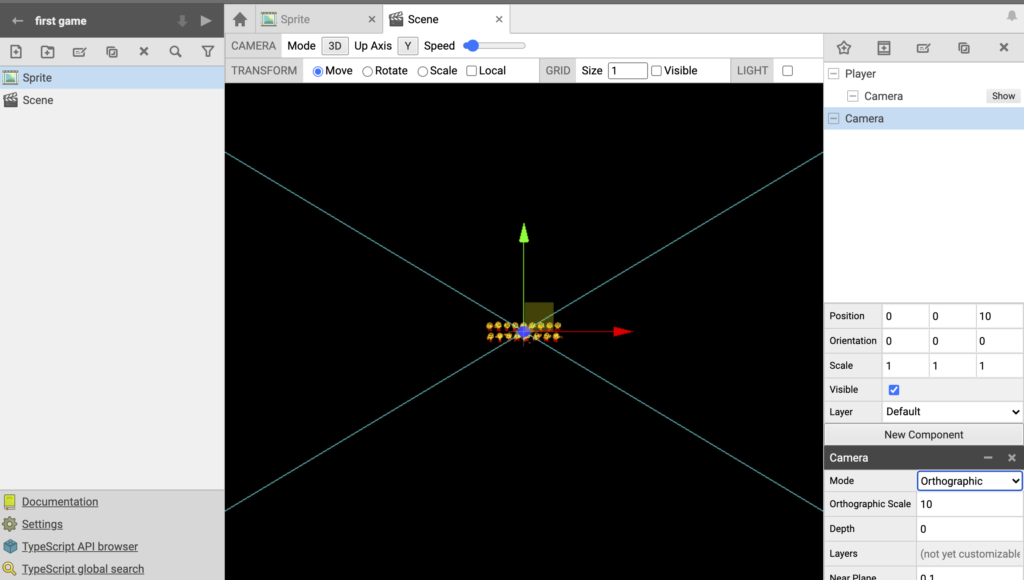 first game
Sprite
Scene
CAMERA Mode 3D Up Axis Y Speed
TRANSFORM Move Rotate Scale Local GRID Size 1 Visible LIGHT
Sprite
Scene
Player
Camera Show
Camera
Position 0 0 10
Orientation 0 0 0
Scale 1 1 1
Visible
Layer Default
New Component
Camera
Mode Orthographic
Orthographic Scale 10
Depth 0
Layers (not yet customizable
Near Plane 0.1
Documentation
Settings
TypeScript API browser
TypeScript global search